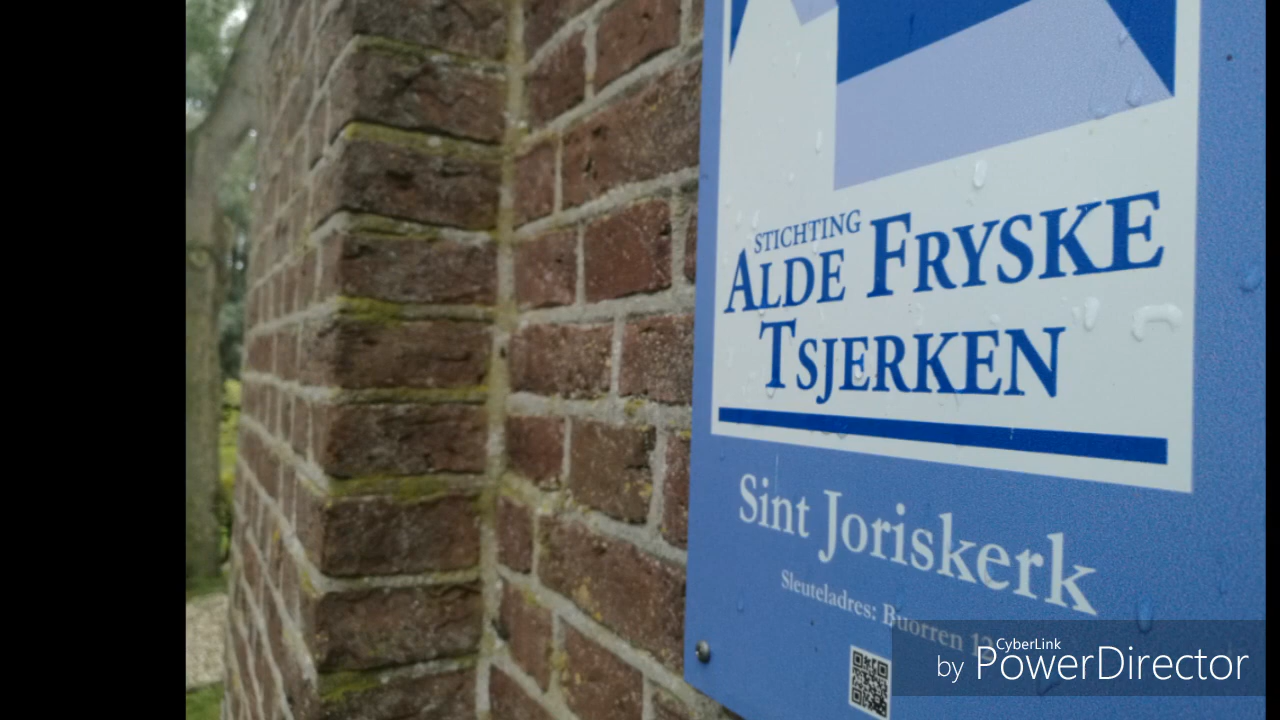 STICHTING
ALDE FRYSKE
TSJERKEN
Sint Joriskerk
Sleuteladres: Buorren
CyberLink
by PowerDirector